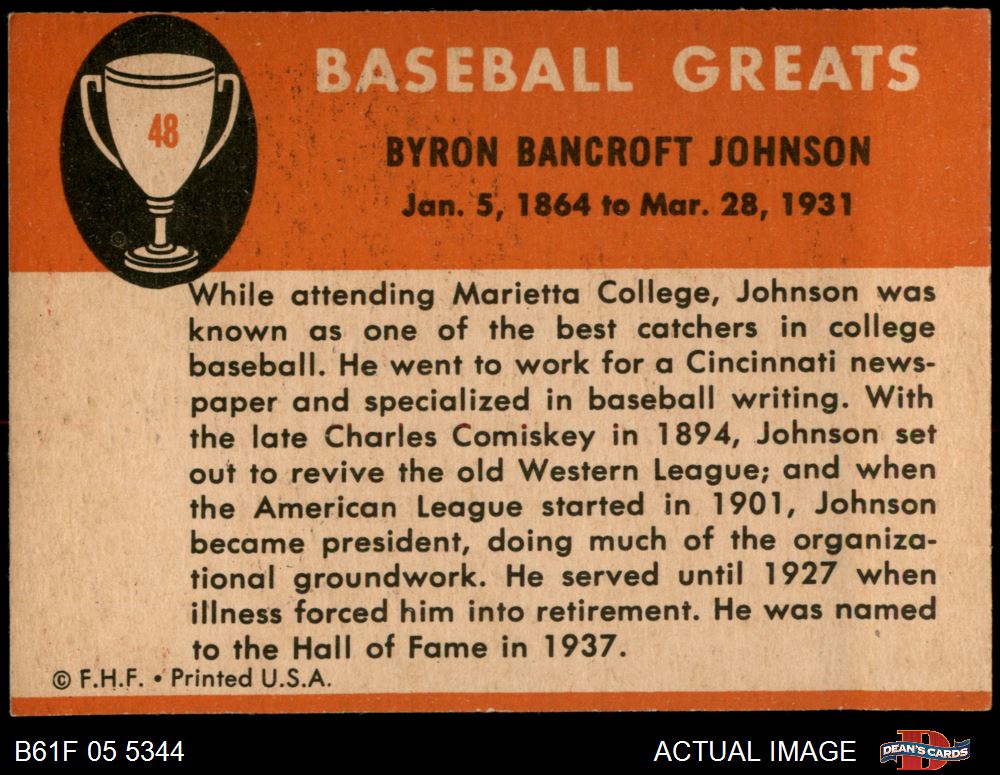 48
BASEBALL GREATS
BYRON BANCROFT JOHNSON
Jan. 5, 1864 to Mar. 28, 1931
While attending Marietta College, Johnson was
known as one of the best catchers in college
baseball. He went to work for a Cincinnati news-
paper and specialized in baseball writing. With
the late Charles Comiskey in 1894, Johnson set
out to revive the old Western League; and when
the American League started in 1901, Johnson
became president, doing much of the organiza-
tional groundwork. He served until 1927 when
illness forced him into retirement. He was named
to the Hall of Fame in 1937.
© F.H.F. • Printed U.S.A.
B61F 05 5344
ACTUAL IMAGE
DEAN'S CARDS